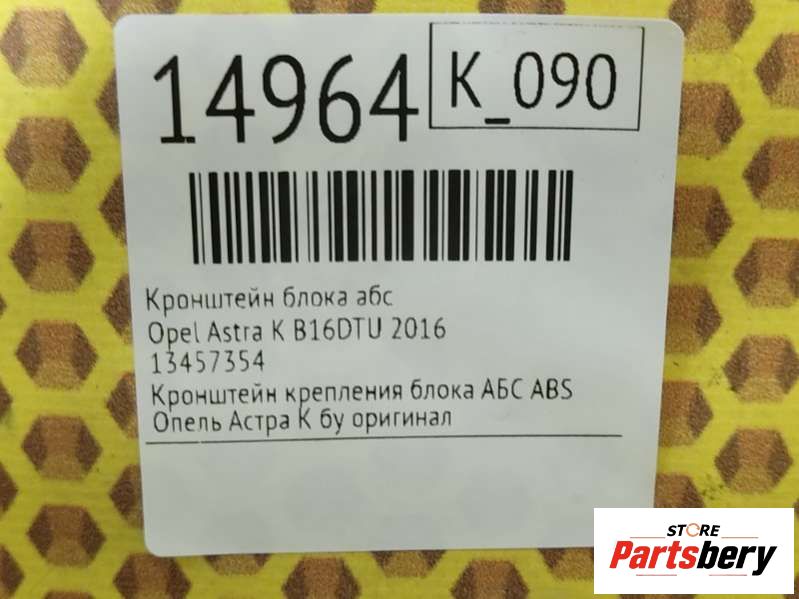 14964
K_090
Кронштейн блока абс
Opel Astra K B16DTU 2016
13457354
Кронштейн крепления блока АБС ABS
Опель Астра К бу оригинал
STORE
Partsbery